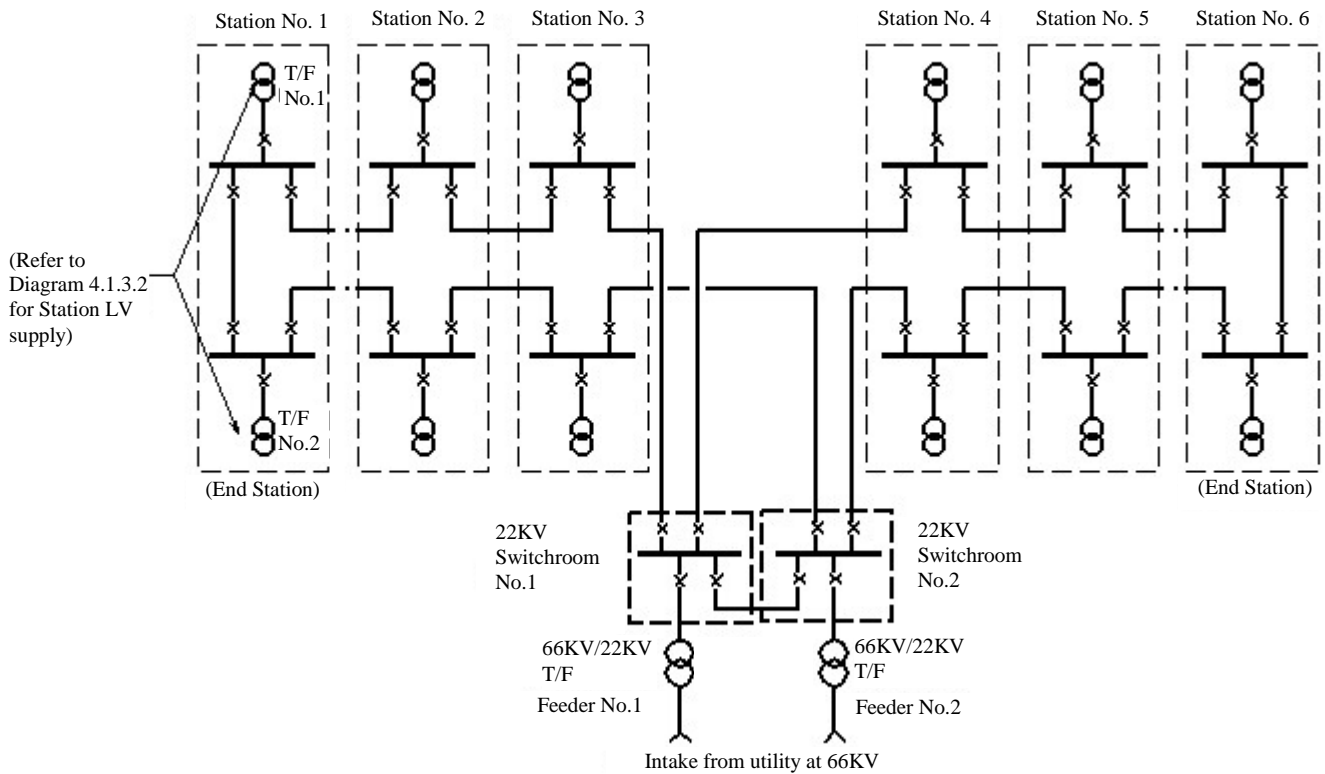 Station No. 1
Station No. 2
Station No. 3
Station No. 4
Station No. 5
Station No. 6
T/F
No.1
(Refer to
Diagram 4.1.3.2
for Station LV
supply)
T/F
No.2
(End Station)
(End Station)
22KV
Switchroom
No.1
22KV
Switchroom
No.2
66KV/22KV
T/F
66KV/22KV
T/F
Feeder No.1
Feeder No.2
Intake from utility at 66KV